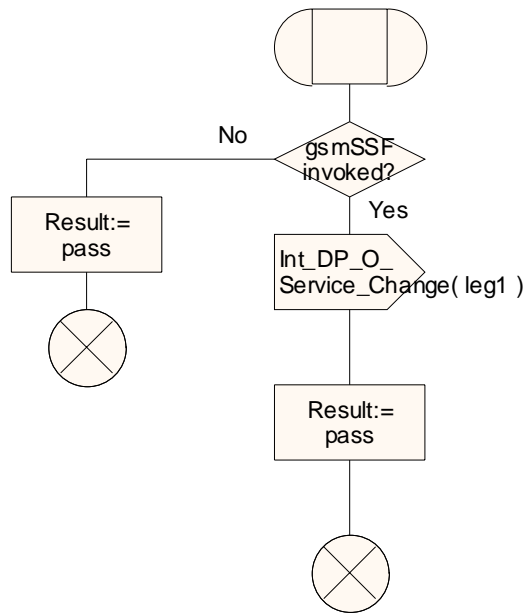 gsmSSF
invoked?
No
Yes
Result:=
pass
Int_DP_O_
Service_Change( leg1 )
Result:=
pass